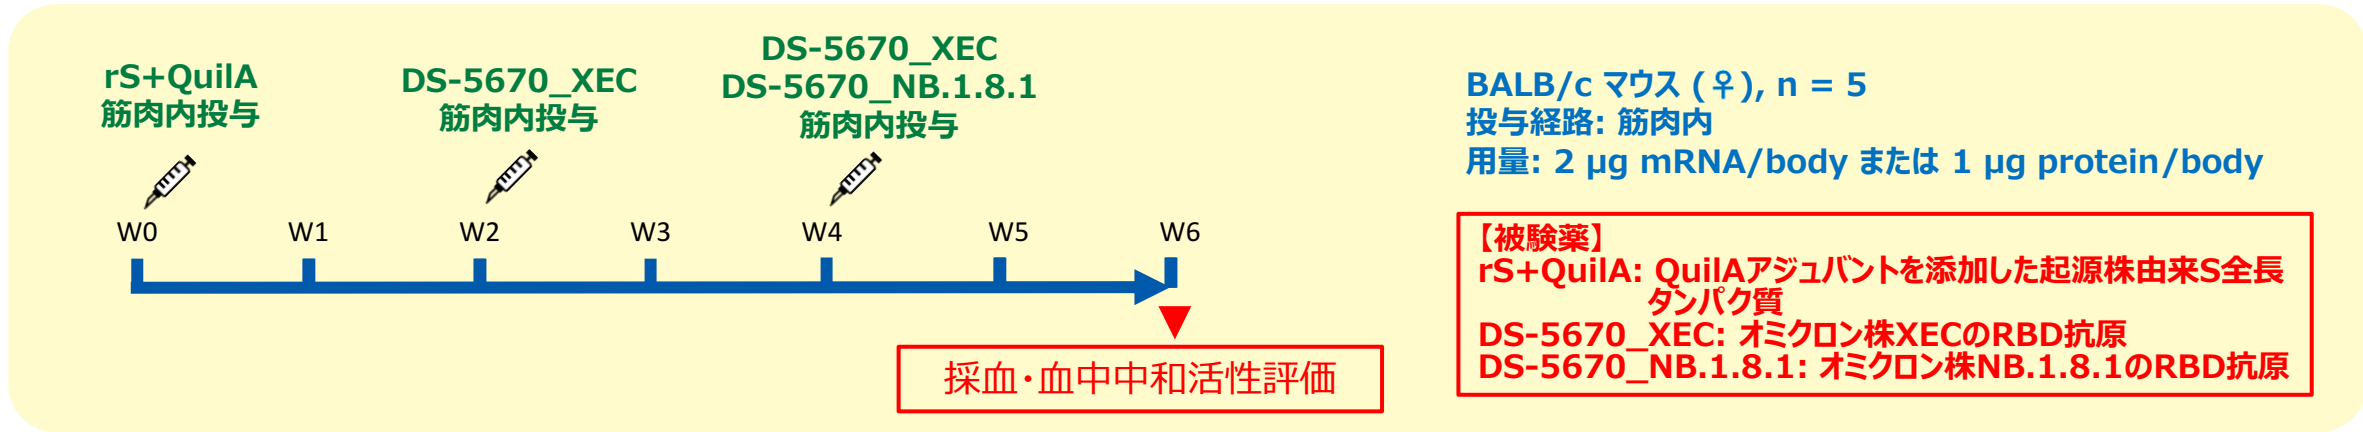 rS+QuilA
筋肉内投与
DS-5670_XEC
筋肉内投与
DS-5670_XEC
DS-5670_NB.1.8.1
筋肉内投与
W0
W1
W2
W3
W4
W5
W6
採血・血中中和活性評価
BALB/c マウス (♀), n = 5
投与経路: 筋肉内
用量: 2 μg mRNA/body または 1 μg protein/body
【被験薬】
rS+QuilA: QuilAアジュバントを添加した起源株由来S全長
タンパク質
DS-5670_XEC: オミクロン株XECのRBD抗原
DS-5670_NB.1.8.1: オミクロン株NB.1.8.1のRBD抗原